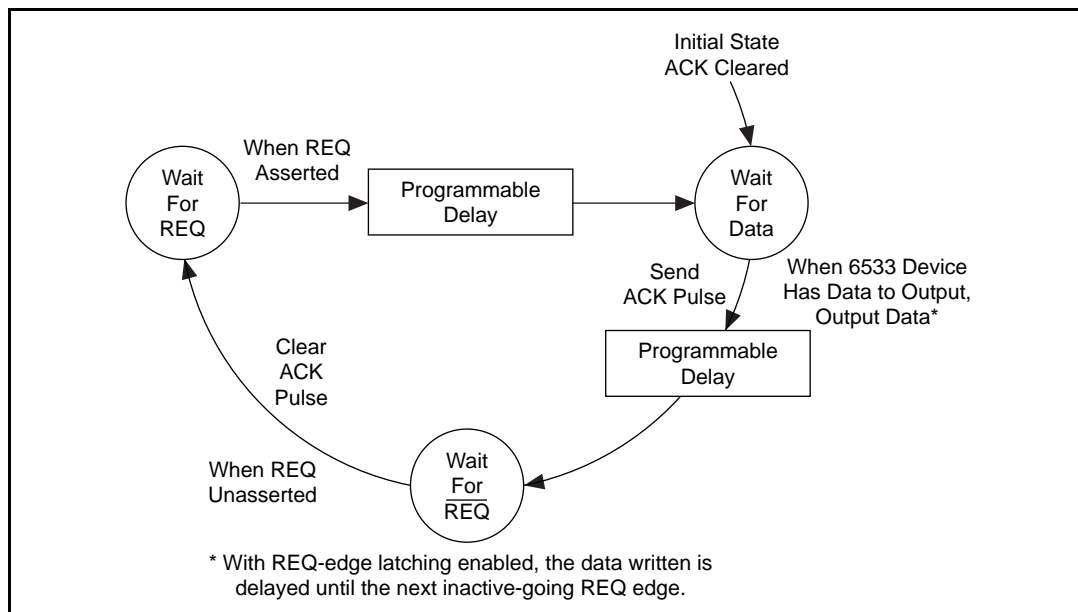 Initial State
ACK Cleared
When REQ
Asserted
Wait
For
REQ
Programmable
Delay
Wait
For
Data
Send
ACK Pulse
When 6533 Device
Has Data to Output,
Output Data*
Programmable
Delay
Clear
ACK
Pulse
When REQ
Unasserted
Wait
For
R̅E̅Q̅
* With REQ-edge latching enabled, the data written is
delayed until the next inactive-going REQ edge.